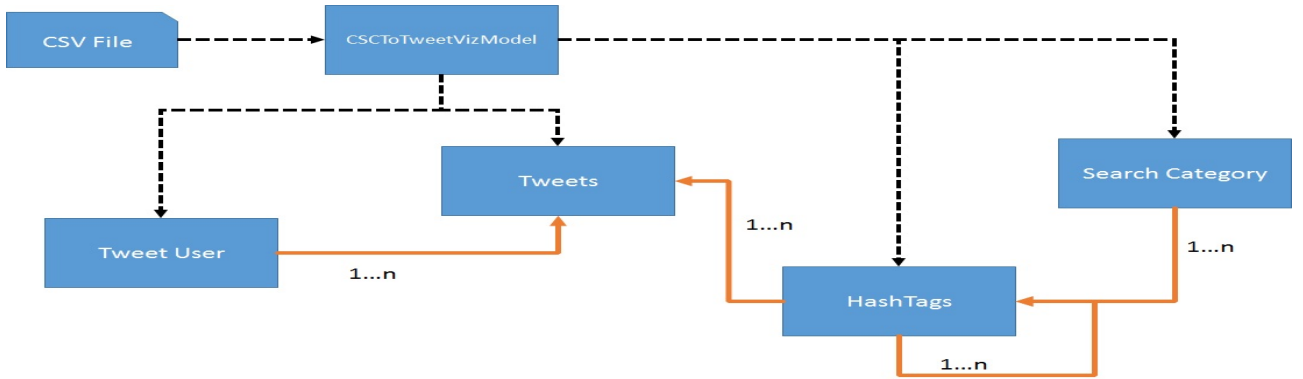 CSV File
CSCToTweetVizModel
Tweets
Search Category
Tweet User
1...n
1...n
1...n
HashTags
1...n